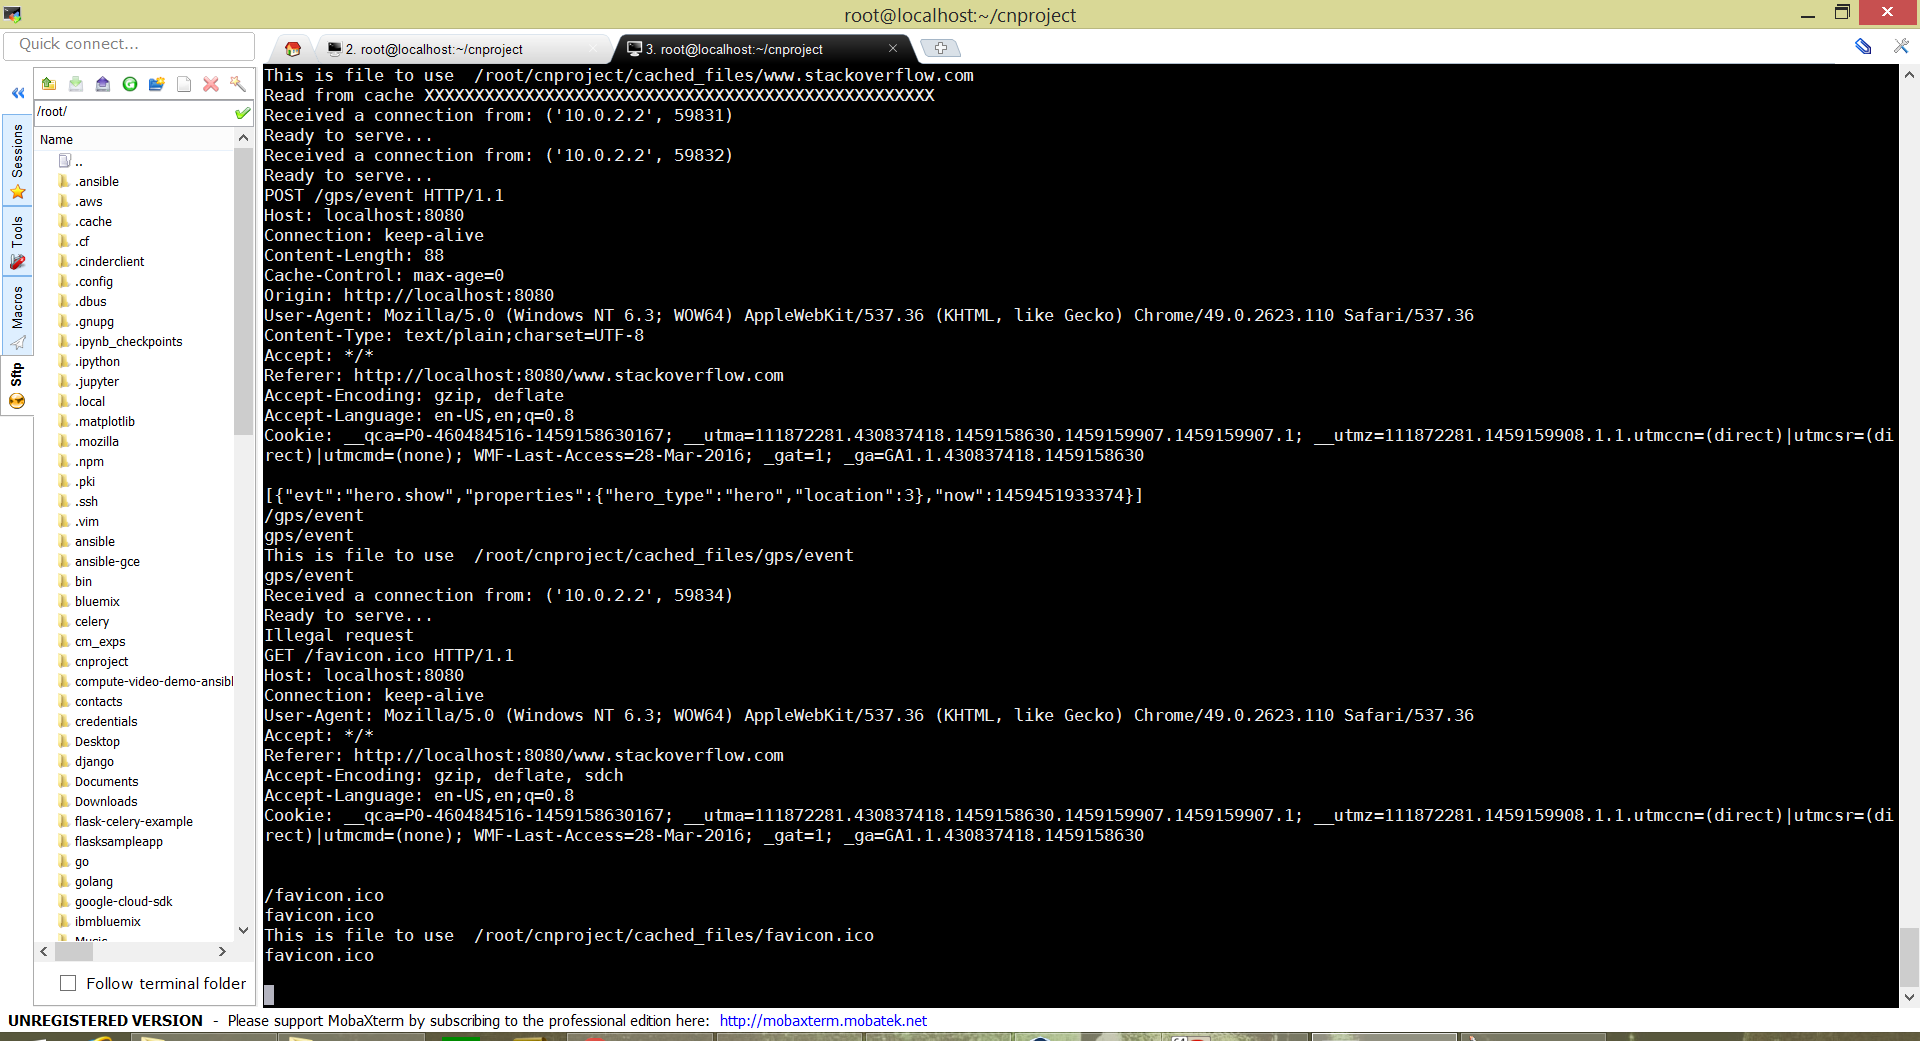 root@localhost:~/cnproject
Quick connect...
2. root@localhost:~/cnproject
3. root@localhost:~/cnproject
/root/
Name
..
.ansible
.aws
.cache
.cf
.cinderclient
.config
.dbus
.gnupg
.ipynb_checkpoints
.ipython
.jupyter
.local
.matplotlib
.mozilla
.npm
.pki
.ssh
.vim
ansible
ansible-gce
bin
bluemix
celery
cm_exps
cnproject
compute-video-demo-ansibl
contacts
credentials
Desktop
django
Documents
Downloads
flask-celery-example
flasksampleapp
go
golang
google-cloud-sdk
ibmbluemix
Music
Follow terminal folder
Sessions
Tools
Macros
Sftp
This is file to use  /root/cnproject/cached_files/www.stackoverflow.com
Read from cache XXXXXXXXXXXXXXXXXXXXXXXXXXXXXXXXXXXXXXXXXXXXXXXXXXX
Received a connection from: ('10.0.2.2', 59831)
Ready to serve...
Received a connection from: ('10.0.2.2', 59832)
Ready to serve...
POST /gps/event HTTP/1.1
Host: localhost:8080
Connection: keep-alive
Content-Length: 88
Cache-Control: max-age=0
Origin: http://localhost:8080
User-Agent: Mozilla/5.0 (Windows NT 6.3; WOW64) AppleWebKit/537.36 (KHTML, like Gecko) Chrome/49.0.2623.110 Safari/537.36
Content-Type: text/plain;charset=UTF-8
Accept: */*
Referer: http://localhost:8080/www.stackoverflow.com
Accept-Encoding: gzip, deflate
Accept-Language: en-US,en;q=0.8
Cookie: __qca=P0-460484516-1459158630167; __utma=111872281.430837418.1459158630.1459159907.1459159907.1; __utmz=111872281.1459159908.1.1.utmccn=(direct)|utmcsr=(di
rect)|utmcmd=(none); WMF-Last-Access=28-Mar-2016; _gat=1; _ga=GA1.1.430837418.1459158630
[{"evt":"hero.show","properties":{"hero_type":"hero","location":3},"now":1459451933374}]
/gps/event
gps/event
This is file to use  /root/cnproject/cached_files/gps/event
gps/event
Received a connection from: ('10.0.2.2', 59834)
Ready to serve...
Illegal request
GET /favicon.ico HTTP/1.1
Host: localhost:8080
Connection: keep-alive
User-Agent: Mozilla/5.0 (Windows NT 6.3; WOW64) AppleWebKit/537.36 (KHTML, like Gecko) Chrome/49.0.2623.110 Safari/537.36
Accept: */*
Referer: http://localhost:8080/www.stackoverflow.com
Accept-Encoding: gzip, deflate, sdch
Accept-Language: en-US,en;q=0.8
Cookie: __qca=P0-460484516-1459158630167; __utma=111872281.430837418.1459158630.1459159907.1459159907.1; __utmz=111872281.1459159908.1.1.utmccn=(direct)|utmcsr=(di
rect)|utmcmd=(none); WMF-Last-Access=28-Mar-2016; _gat=1; _ga=GA1.1.430837418.1459158630
/favicon.ico
favicon.ico
This is file to use  /root/cnproject/cached_files/favicon.ico
favicon.ico
UNREGISTERED VERSION - Please support MobaXterm by subscribing to the professional edition here: http://mobaxterm.mobatek.net